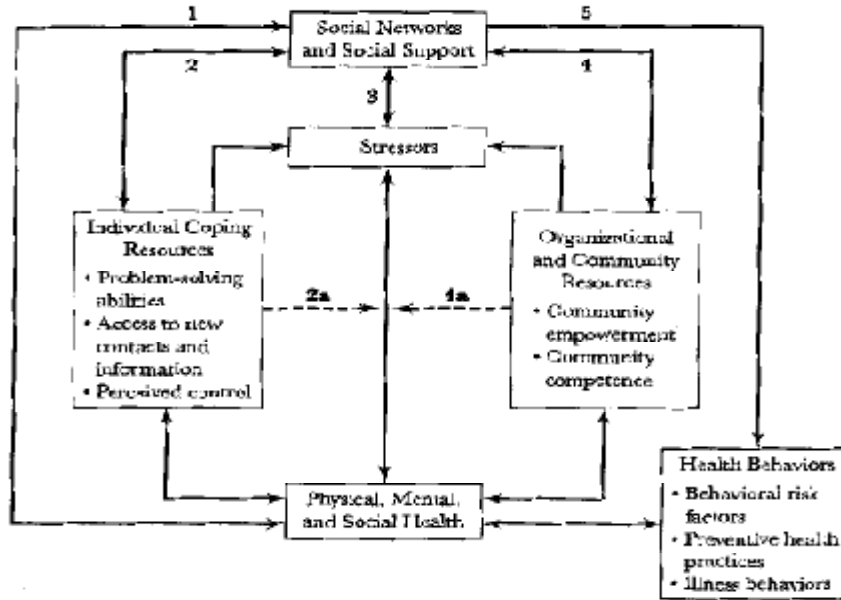 1
5
Social Networks
and Social Support
2
4
3
Stressors
Individual Coping
Resources
• Problem-solving
abilities
• Access to new
contacts and
information
• Perceived control
Organizational
and Community
Resources
• Community
empowerment
• Community
competence
2a
4a
Physical, Mental,
and Social Health
Health Behaviors
• Behavioral risk
factors
• Preventive health
practices
• Illness behaviors